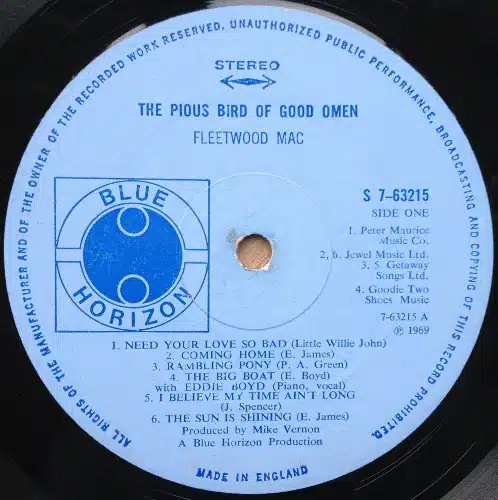 ALL RIGHTS OF THE MANUFACTURER AND OF THE OWNER OF THE RECORDED WORK RESERVED, UNAUTHORIZED PUBLIC PERFORMANCE, BROADCASTING AND COPYING OF THIS RECORD PROHIBITED.
STEREO
THE PIOUS BIRD OF GOOD OMEN
FLEETWOOD MAC
BLUE
HORIZON
S 7-63215
SIDE ONE
1. Peter Maurice
Music Co.
2, 6. Jewel Music Ltd.
3, 5. Getaway
Songs Ltd.
4. Goodie Two
Shoes Music
7-63215 A
℗ 1969
1. NEED YOUR LOVE SO BAD (Little Willie John)
2. COMING HOME (E. James)
3. RAMBLING PONY (P. A. Green)
4. THE BIG BOAT (E. Boyd)
with EDDIE BOYD (Piano, vocal)
5. I BELIEVE MY TIME AIN'T LONG
(J. Spencer)
6. THE SUN IS SHINING (E. James)
Produced by Mike Vernon
A Blue Horizon Production
MADE IN ENGLAND